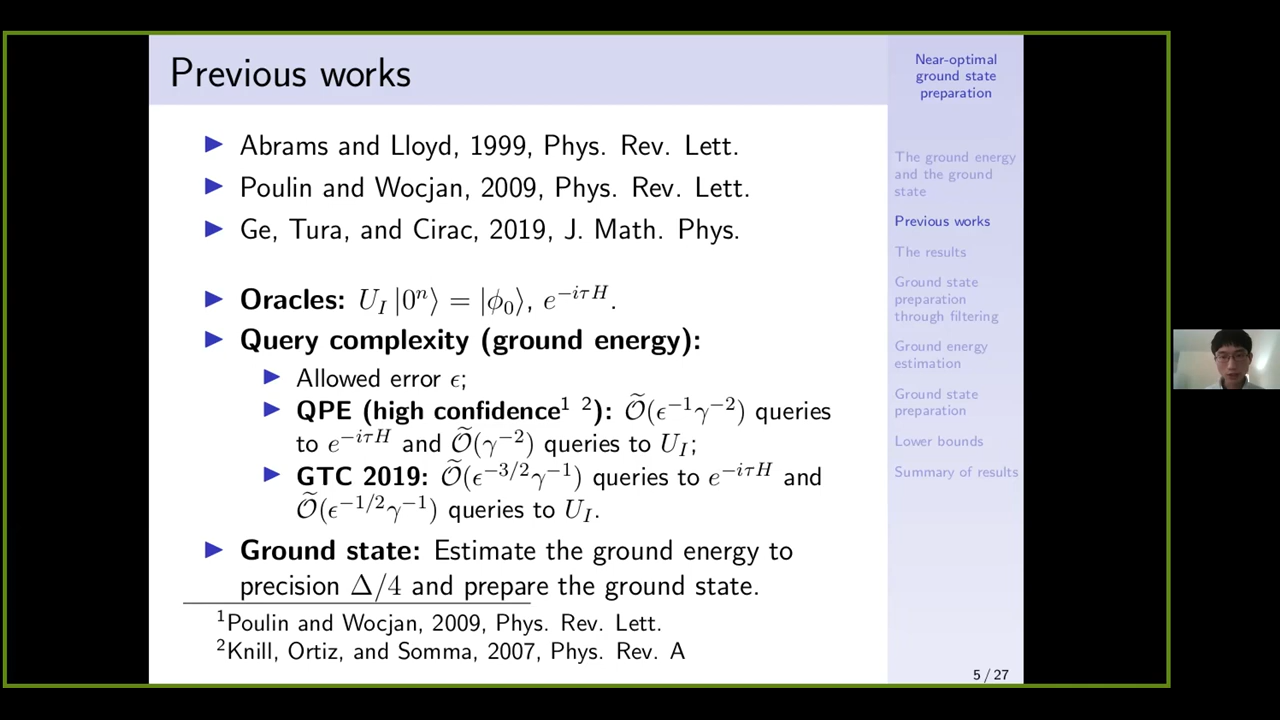 Previous works
▶ Abrams and Lloyd, 1999, Phys. Rev. Lett.
▶ Poulin and Wocjan, 2009, Phys. Rev. Lett.
▶ Ge, Tura, and Cirac, 2019, J. Math. Phys.
▶ Oracles: U_I |0^n⟩ = |ϕ_0⟩, e^{-iτH}.
▶ Query complexity (ground energy):
▶ Allowed error ϵ;
▶ QPE (high confidence^{1 2}): Õ(ϵ^{-1}γ^{-2}) queries
to e^{-iτH} and Õ(γ^{-2}) queries to U_I;
▶ GTC 2019: Õ(ϵ^{-3/2}γ^{-1}) queries to e^{-iτH} and
Õ(ϵ^{-1/2}γ^{-1}) queries to U_I.
▶ Ground state: Estimate the ground energy to
precision Δ/4 and prepare the ground state.
^1Poulin and Wocjan, 2009, Phys. Rev. Lett.
^2Knill, Ortiz, and Somma, 2007, Phys. Rev. A
Near-optimal
ground state
preparation
The ground energy
and the ground
state
Previous works
The results
Ground state
preparation
through filtering
Ground energy
estimation
Ground state
preparation
Lower bounds
Summary of results
5 / 27